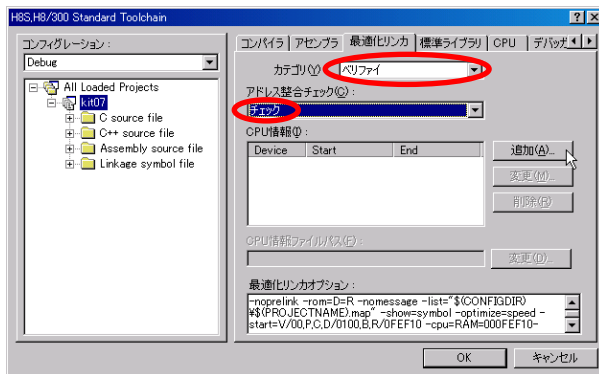 H8S,H8/300 Standard Toolchain
コンフィグレーション :
Debug
All Loaded Projects
kit07
C source file
C++ source file
Assembly source file
Linkage symbol file
コンパイラ アセンブラ 最適化リンカ 標準ライブラリ CPU デバッガ
カテゴリ(Y) : ベリファイ
アドレス整合チェック(C) :
チェック
CPU情報(I) :
Device Start End
追加(A)...
変更(M)...
削除(R)
CPU情報ファイルパス(F) :
変更(D)...
最適化リンカオプション :
-noprelink -rom=D=R -nomessage -list="$(CONFIGDIR)
¥$(PROJECTNAME).map" -show=symbol -optimize=speed -
start=V/00,P,C,D/0100,B,R/0FEF10 -cpu=RAM=000FEF10-
OK キャンセル